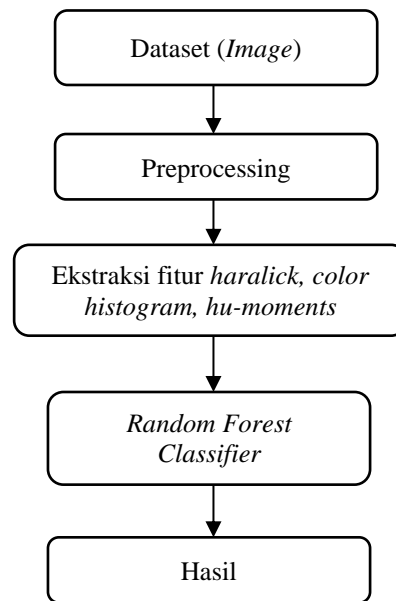 Dataset (Image)
Preprocessing
Ekstraksi fitur haralick, color
histogram, hu-moments
Random Forest
Classifier
Hasil